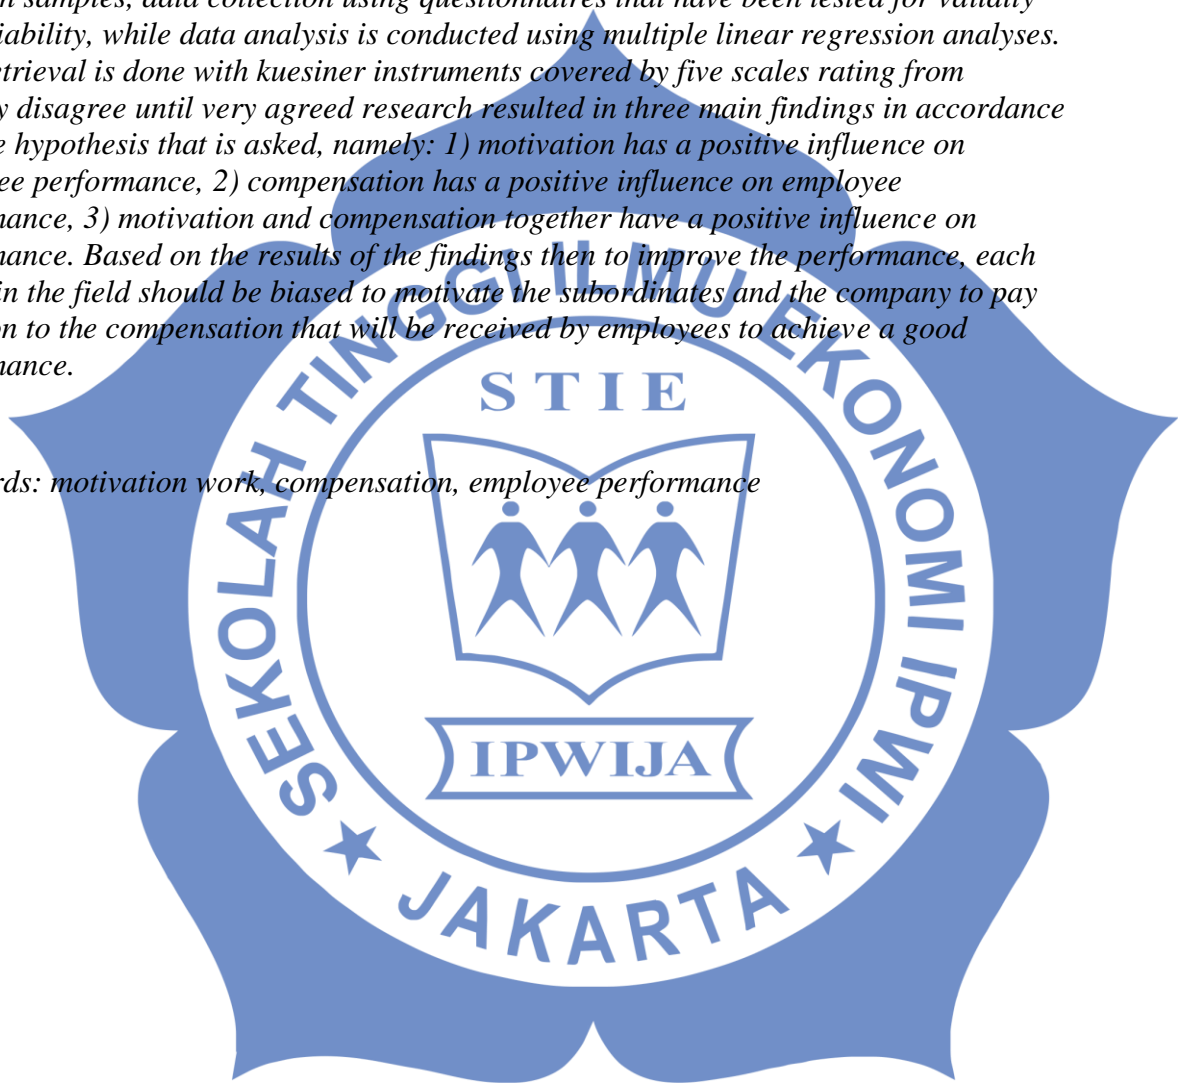 samples, data collection using questionnaires that have been tested for validity
iability, while data analysis is conducted using multiple linear regression analyses.
etrieval is done with kuesiner instruments covered by five scales rating from
y disagree until very agreed research resulted in three main findings in accordance
e hypothesis that is asked, namely: 1) motivation has a positive influence on
ee performance, 2) compensation has a positive influence on employee
nance, 3) motivation and compensation together have a positive influence on
nance. Based on the results of the findings then to improve the performance, each
in the field should be biased to motivate the subordinates and the company to pay
on to the compensation that will be received by employees to achieve a good
nance.
rds: motivation work, compensation, employee performance
SEKOLAH TINGGI ILMU EKONOMI IPWI
STIE
IPWIJA
JAKARTA